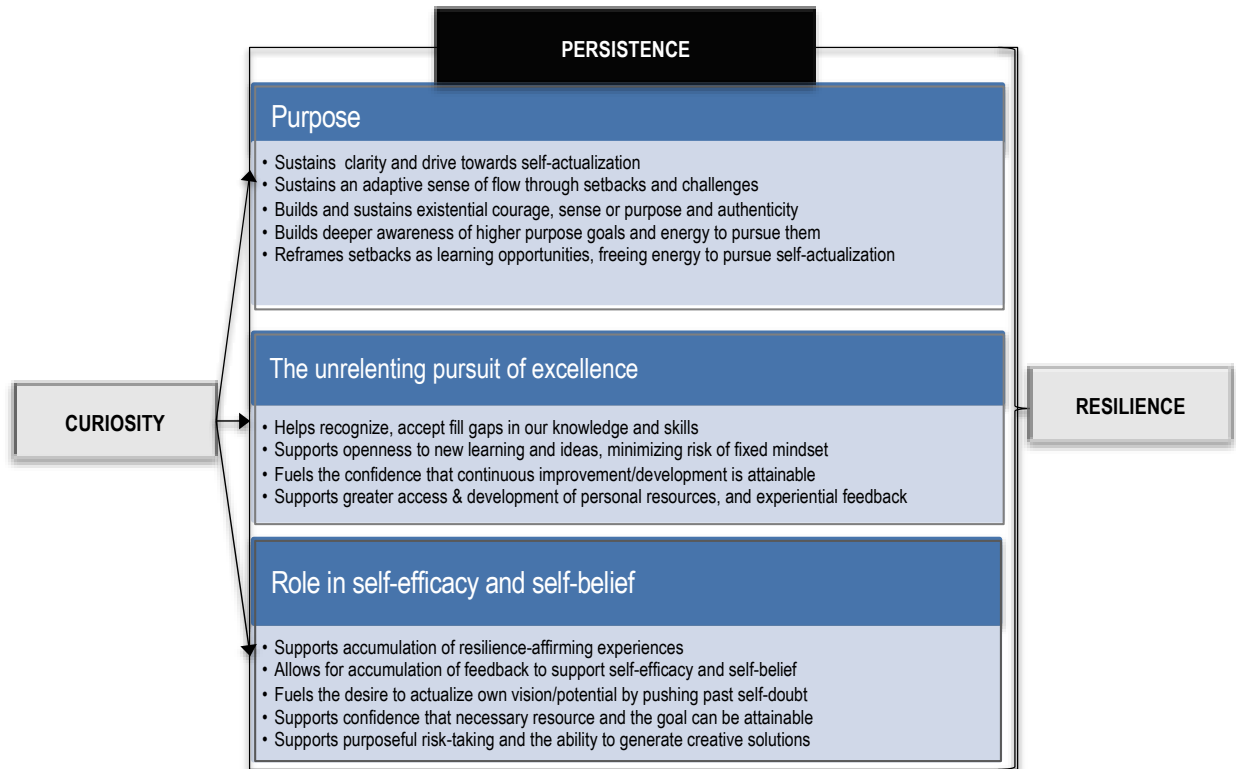 PERSISTENCE
Purpose
• Sustains clarity and drive towards self-actualization
• Sustains an adaptive sense of flow through setbacks and challenges
• Builds and sustains existential courage, sense or purpose and authenticity
• Builds deeper awareness of higher purpose goals and energy to pursue them
• Reframes setbacks as learning opportunities, freeing energy to pursue self-actualization
CURIOSITY
The unrelenting pursuit of excellence
• Helps recognize, accept fill gaps in our knowledge and skills
• Supports openness to new learning and ideas, minimizing risk of fixed mindset
• Fuels the confidence that continuous improvement/development is attainable
• Supports greater access & development of personal resources, and experiential feedback
RESILIENCE
Role in self-efficacy and self-belief
• Supports accumulation of resilience-affirming experiences
• Allows for accumulation of feedback to support self-efficacy and self-belief
• Fuels the desire to actualize own vision/potential by pushing past self-doubt
• Supports confidence that necessary resource and the goal can be attainable
• Supports purposeful risk-taking and the ability to generate creative solutions